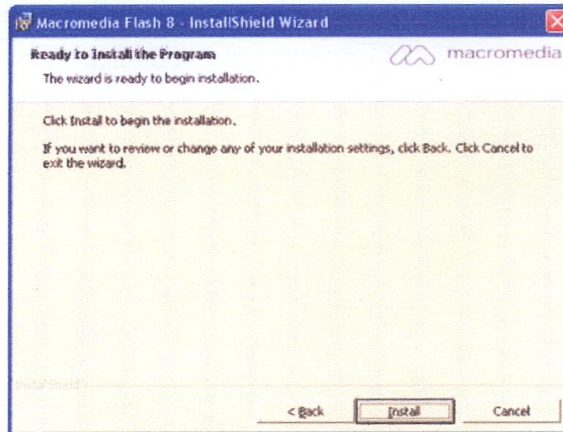 Macromedia Flash 8 - InstallShield Wizard
Ready to Install the Program
macromedia
The wizard is ready to begin installation.
Click Install to begin the installation.
If you want to review or change any of your installation settings, click Back. Click Cancel to
exit the wizard.
InstallShield
< Back
Install
Cancel